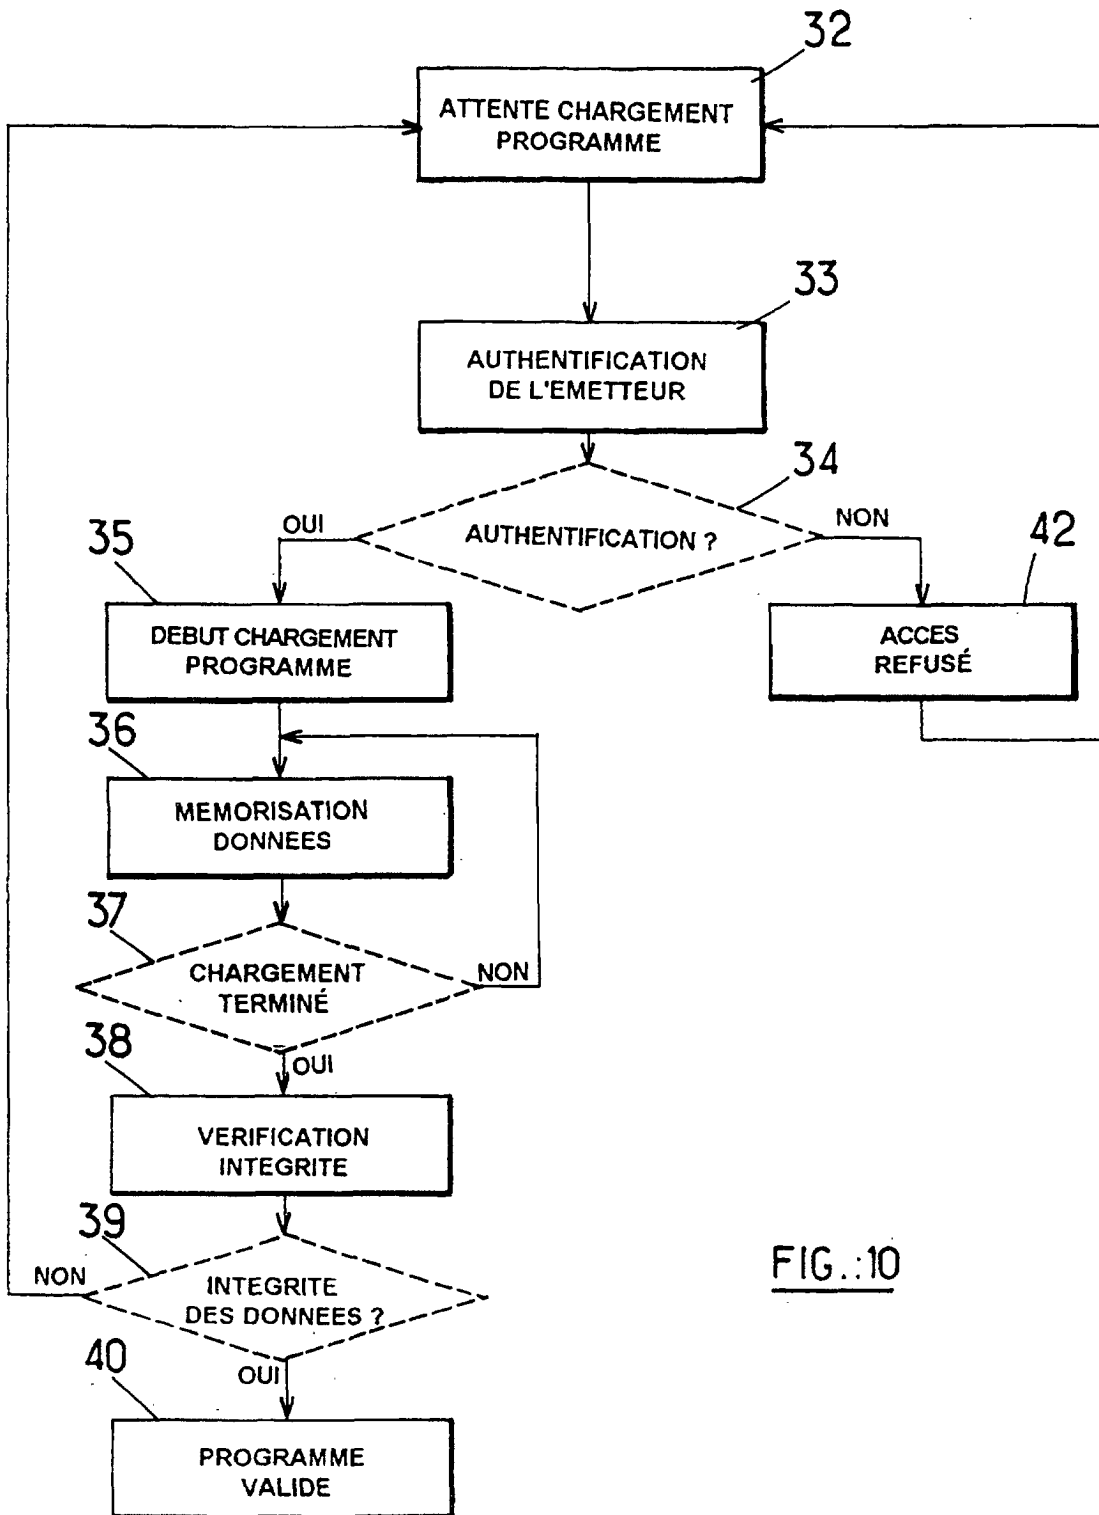 32
ATTENTE CHARGEMENT
PROGRAMME
33
AUTHENTIFICATION
DE L'EMETTEUR
34
AUTHENTIFICATION ?
OUI
NON
35
DEBUT CHARGEMENT
PROGRAMME
42
ACCES
REFUSÉ
36
MEMORISATION
DONNEES
37
CHARGEMENT
TERMINÉ
NON
OUI
38
VERIFICATION
INTEGRITE
39
INTEGRITE
DES DONNEES ?
NON
OUI
40
PROGRAMME
VALIDE
FIG.:10